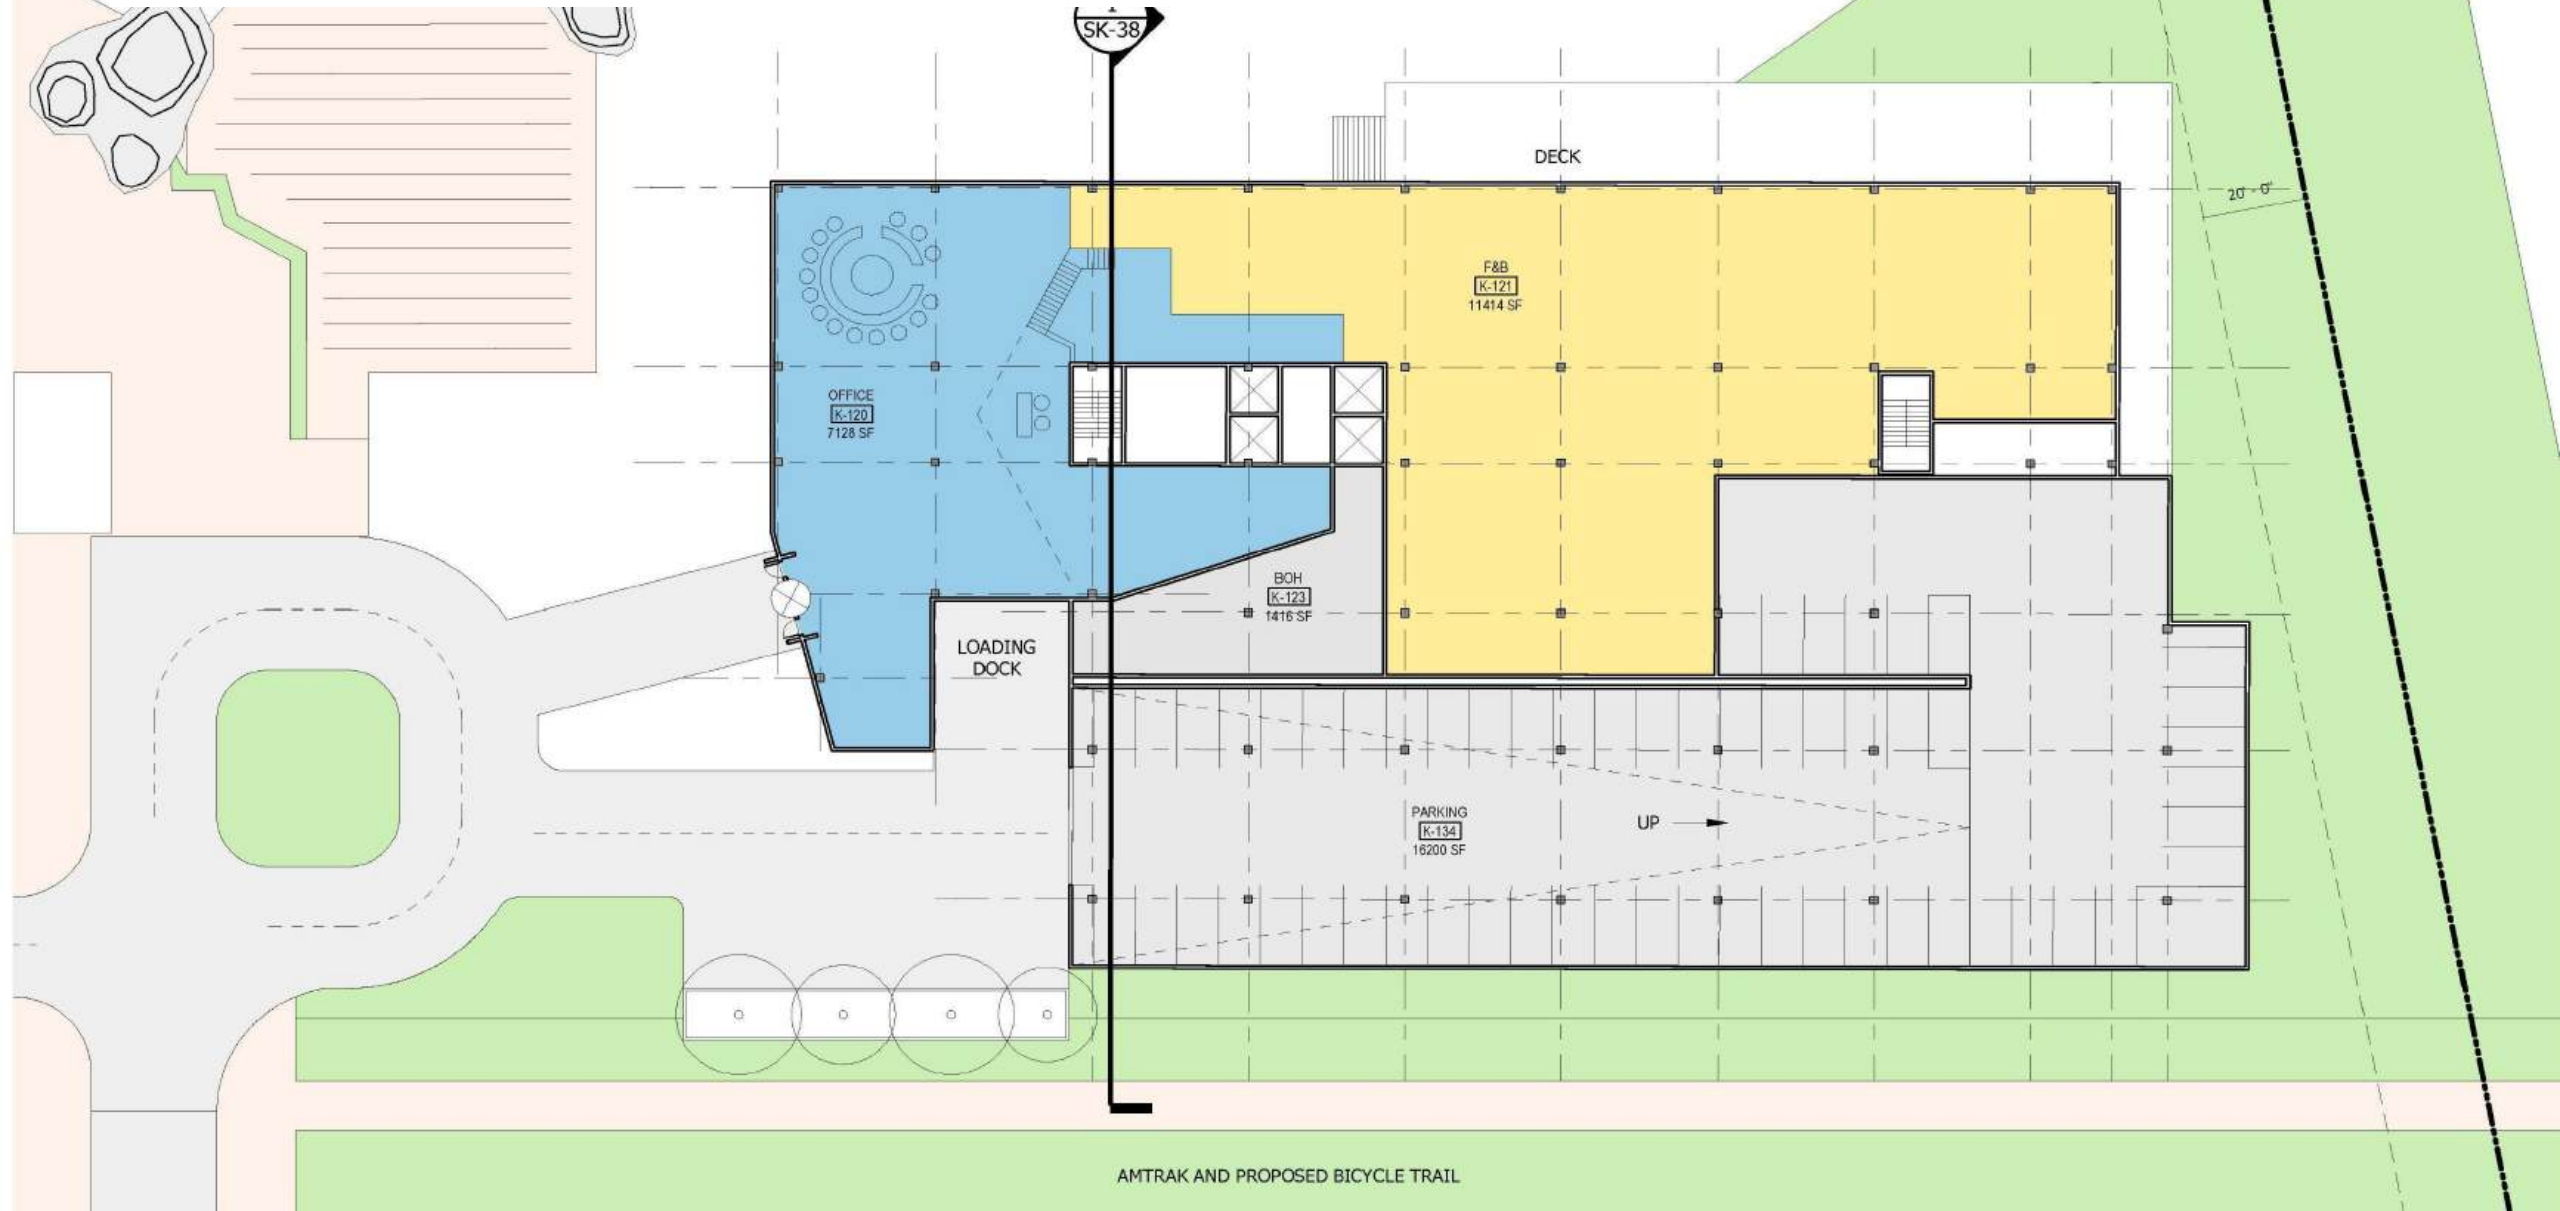 1
SK-38
DECK
20' - 0"
F&B
K-121
11414 SF
OFFICE
K-120
7128 SF
BOH
K-123
1416 SF
LOADING
DOCK
PARKING
K-134
16200 SF
UP
AMTRAK AND PROPOSED BICYCLE TRAIL